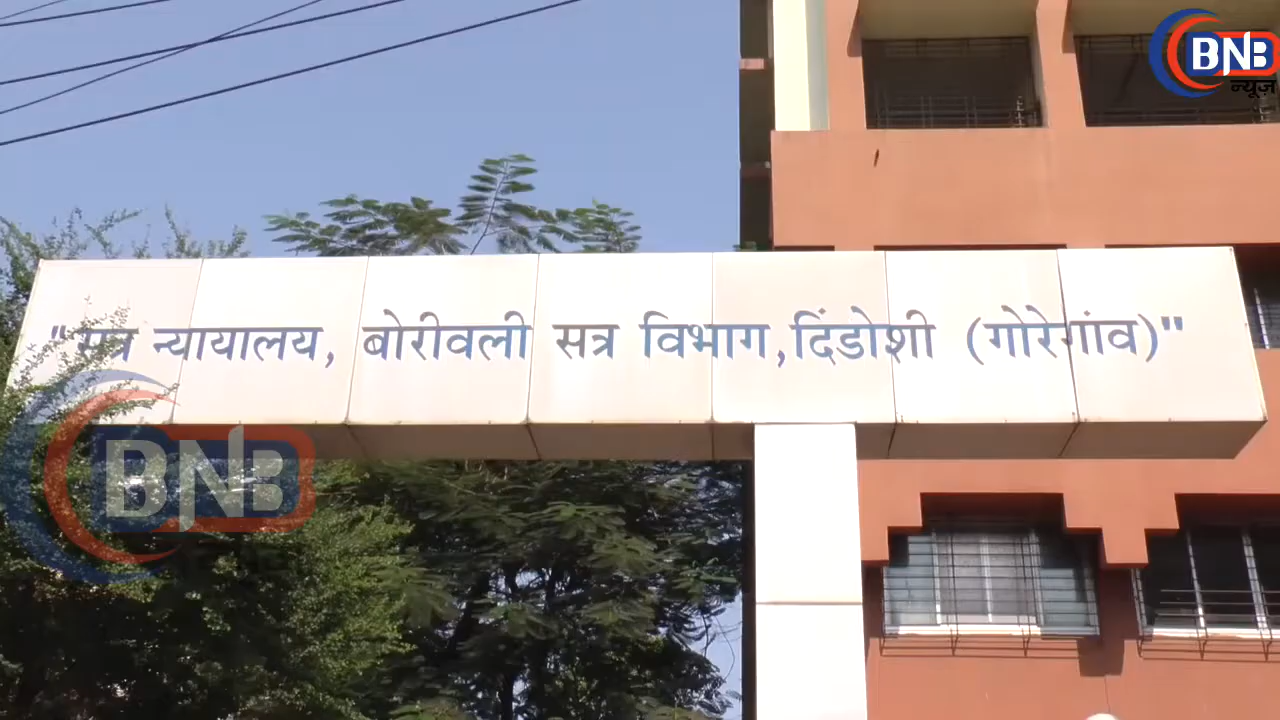 BNB
न्यूज़
"सत्र न्यायालय, बोरीवली सत्र विभाग,दिंडोशी (गोरेगांव)"
BNB